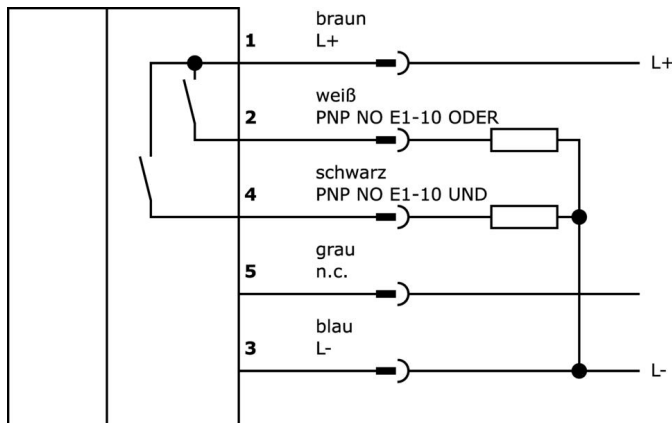 braun
1 L+ L+
weiß
2 PNP NO E1-10 ODER
schwarz
4 PNP NO E1-10 UND
grau
5 n.c.
blau
3 L- L-